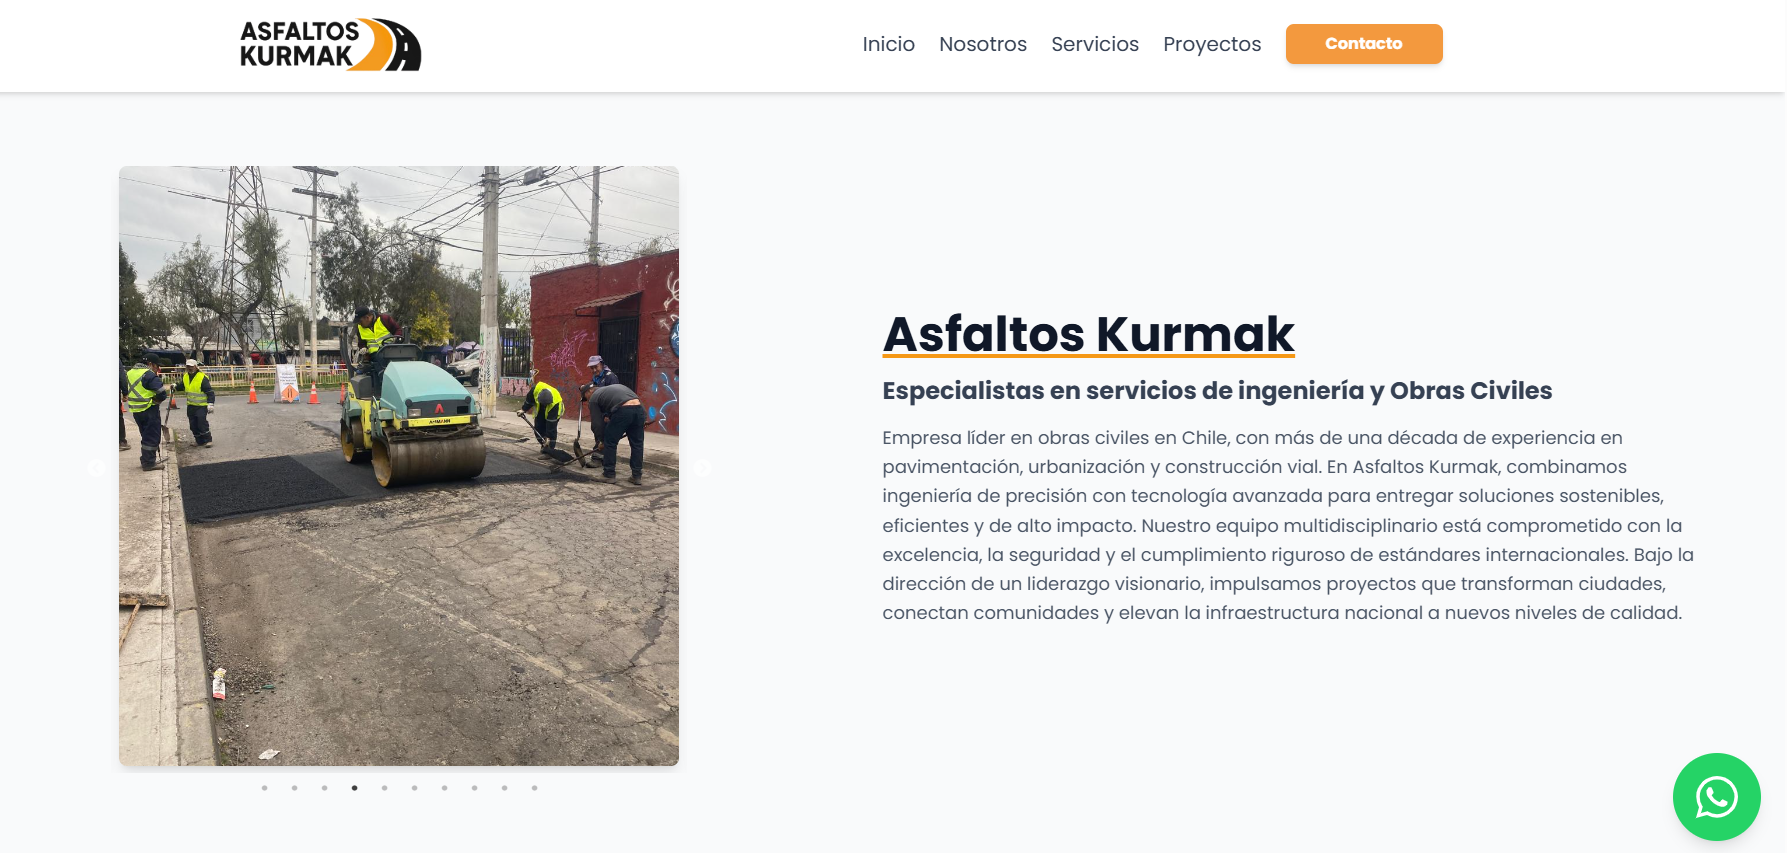 ASFALTOS
KURMAK
Inicio Nosotros Servicios Proyectos Contacto
AMMANN
Asfaltos Kurmak
Especialistas en servicios de ingeniería y Obras Civiles
Empresa líder en obras civiles en Chile, con más de una década de experiencia en
pavimentación, urbanización y construcción vial. En Asfaltos Kurmak, combinamos
ingeniería de precisión con tecnología avanzada para entregar soluciones sostenibles,
eficientes y de alto impacto. Nuestro equipo multidisciplinario está comprometido con la
excelencia, la seguridad y el cumplimiento riguroso de estándares internacionales. Bajo la
dirección de un liderazgo visionario, impulsamos proyectos que transforman ciudades,
conectan comunidades y elevan la infraestructura nacional a nuevos niveles de calidad.